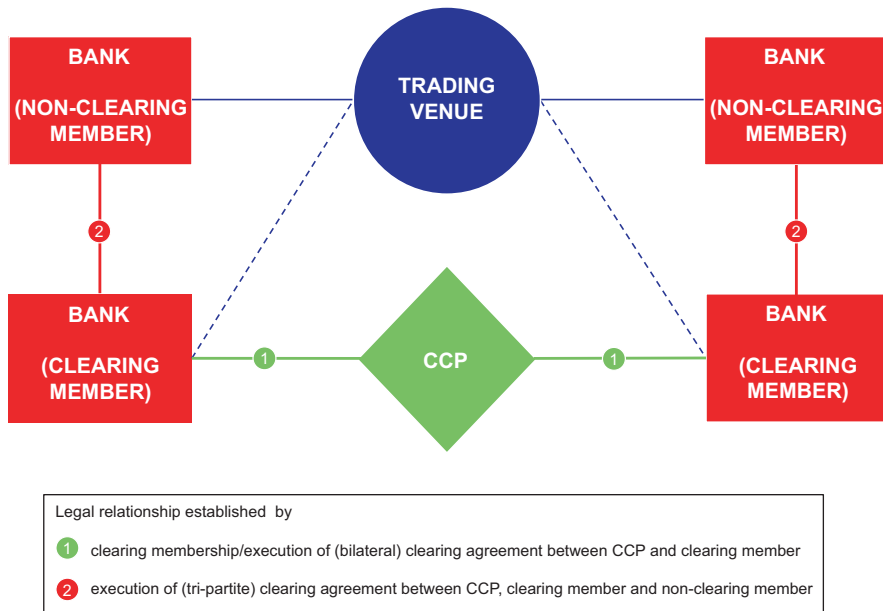 BANK
(NON-CLEARING
MEMBER)
TRADING
VENUE
BANK
(NON-CLEARING
MEMBER)
2
2
BANK
(CLEARING
MEMBER)
1
CCP
1
BANK
(CLEARING
MEMBER)
Legal relationship established by
1 clearing membership/execution of (bilateral) clearing agreement between CCP and clearing member
2 execution of (tri-partite) clearing agreement between CCP, clearing member and non-clearing member